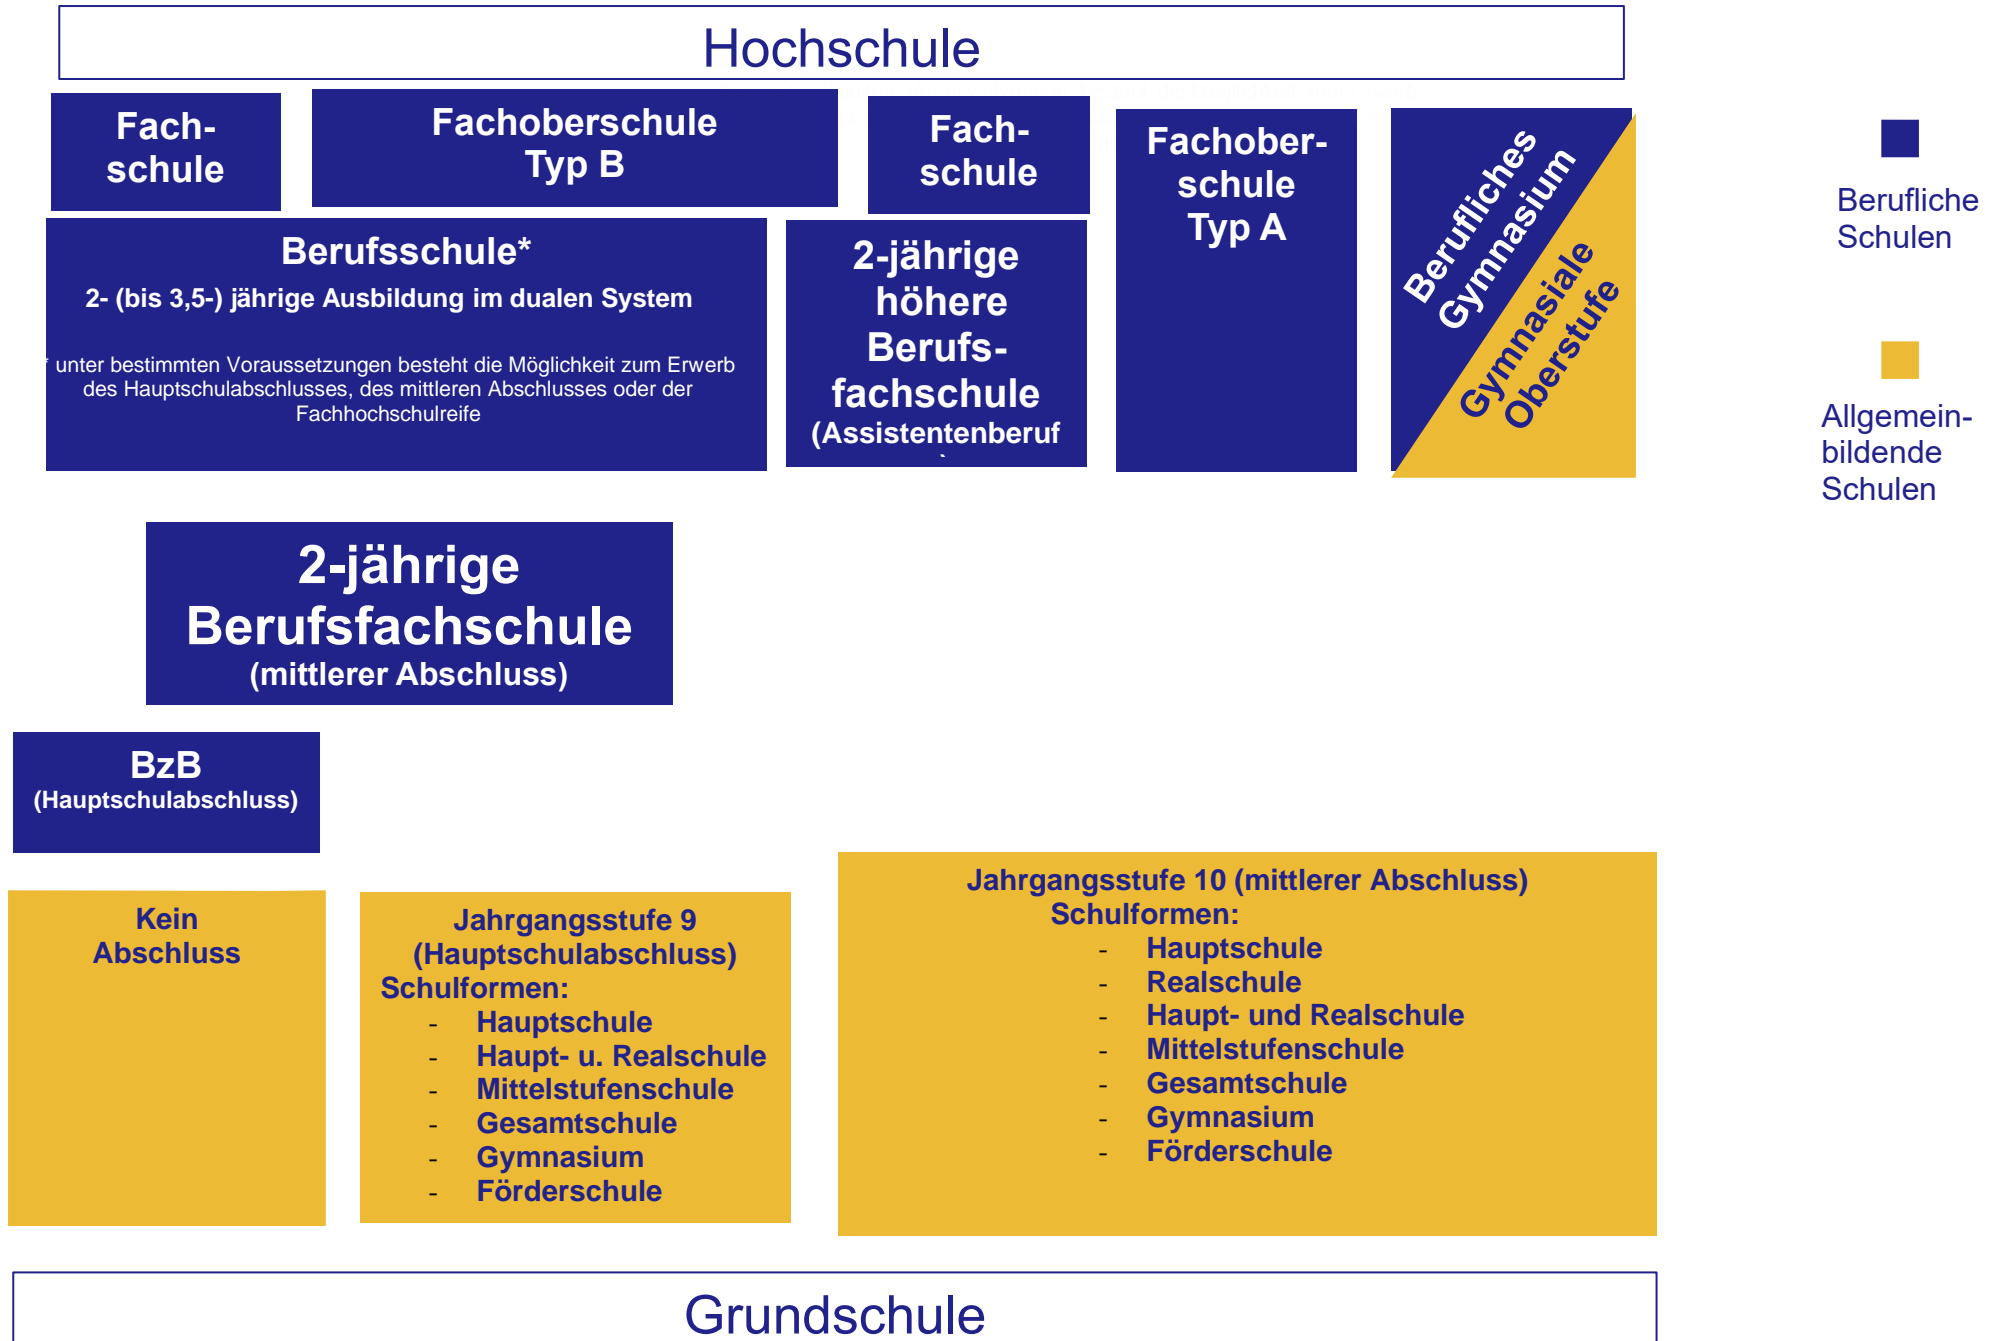 Hochschule
Fach-
schule
Fachoberschule
Typ B
Fach-
schule
Fachober-
schule
Typ A
Berufliches
Gymnasium
Gymnasiale
Oberstufe
Berufliche
Schulen
Allgemein-
bildende
Schulen
Berufsschule*
2- (bis 3,5-) jährige Ausbildung im dualen System
* unter bestimmten Voraussetzungen besteht die Möglichkeit zum Erwerb
des Hauptschulabschlusses, des mittleren Abschlusses oder der
Fachhochschulreife
2-jährige
höhere
Berufs-
fachschule
(Assistentenberuf
2-jährige
Berufsfachschule
(mittlerer Abschluss)
BzB
(Hauptschulabschluss)
Kein
Abschluss
Jahrgangsstufe 9
(Hauptschulabschluss)
Schulformen:
- Hauptschule
- Haupt- u. Realschule
- Mittelstufenschule
- Gesamtschule
- Gymnasium
- Förderschule
Jahrgangsstufe 10 (mittlerer Abschluss)
Schulformen:
- Hauptschule
- Realschule
- Haupt- und Realschule
- Mittelstufenschule
- Gesamtschule
- Gymnasium
- Förderschule
Grundschule